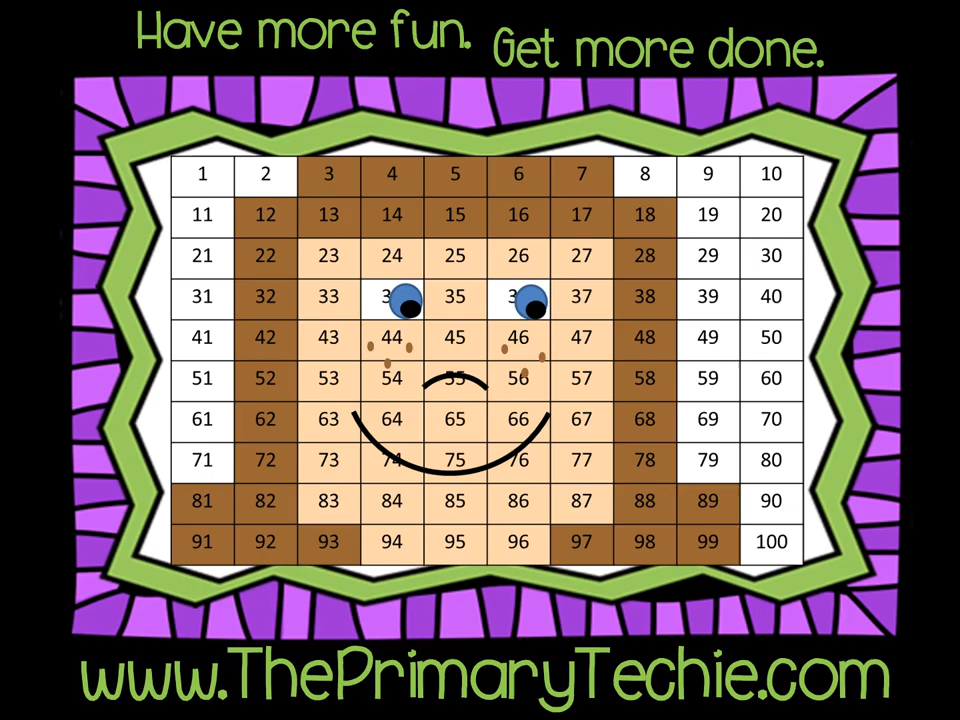 Have more fun. Get more done.
1 2 3 4 5 6 7 8 9 10
11 12 13 14 15 16 17 18 19 20
21 22 23 24 25 26 27 28 29 30
31 32 33 35 37 38 39 40
41 42 43 44 45 46 47 48 49 50
51 52 53 54 55 56 57 58 59 60
61 62 63 64 65 66 67 68 69 70
71 72 73 74 75 76 77 78 79 80
81 82 83 84 85 86 87 88 89 90
91 92 93 94 95 96 97 98 99 100
www.ThePrimaryTechie.com